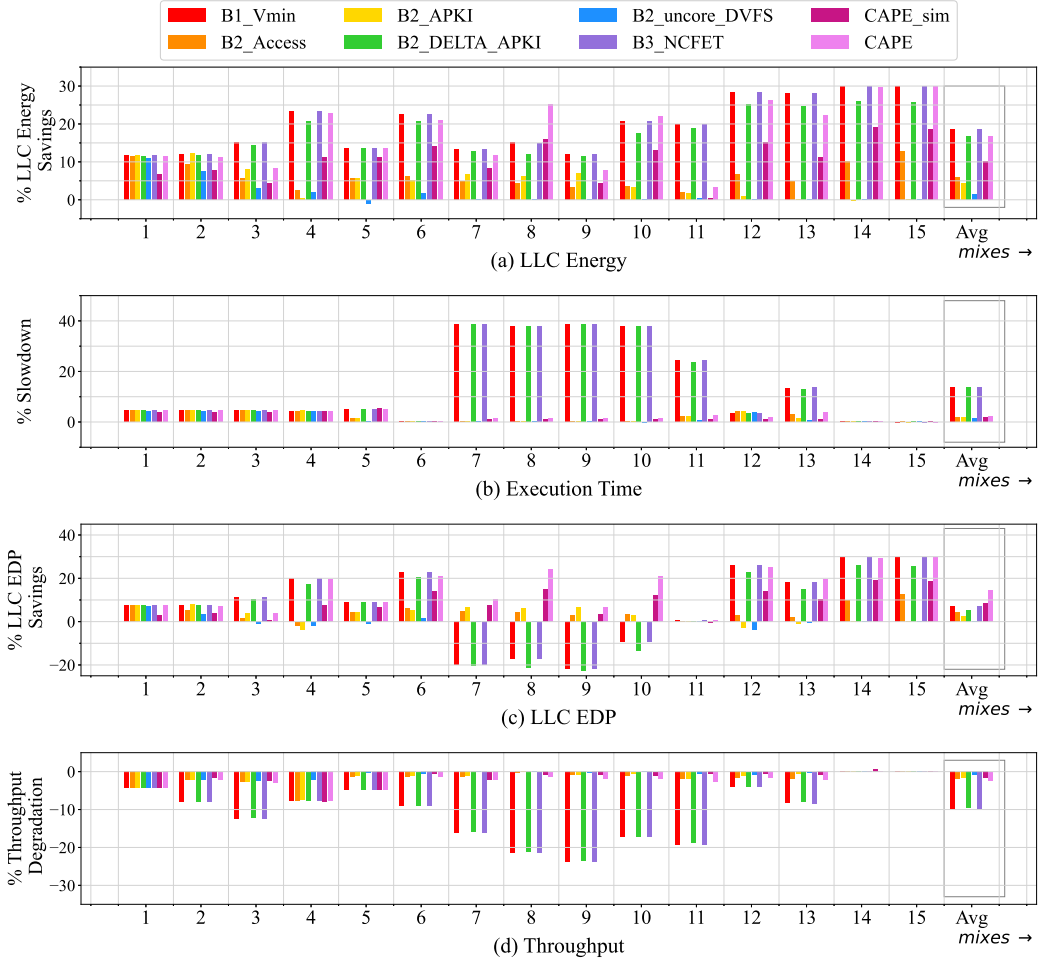 B1_Vmin B2_APKI B2_uncore_DVFS CAPE_sim
B2_Access B2_DELTA_APKI B3_NCFET CAPE
% LLC Energy
Savings
30
20
10
0
1 2 3 4 5 6 7 8 9 10 11 12 13 14 15 Avg
mixes →
(a) LLC Energy
% Slowdown
40
20
0
1 2 3 4 5 6 7 8 9 10 11 12 13 14 15 Avg
mixes →
(b) Execution Time
% LLC EDP
Savings
40
20
0
−20
1 2 3 4 5 6 7 8 9 10 11 12 13 14 15 Avg
mixes →
(c) LLC EDP
% Throughput
Degradation
0
−10
−20
−30
1 2 3 4 5 6 7 8 9 10 11 12 13 14 15 Avg
mixes →
(d) Throughput